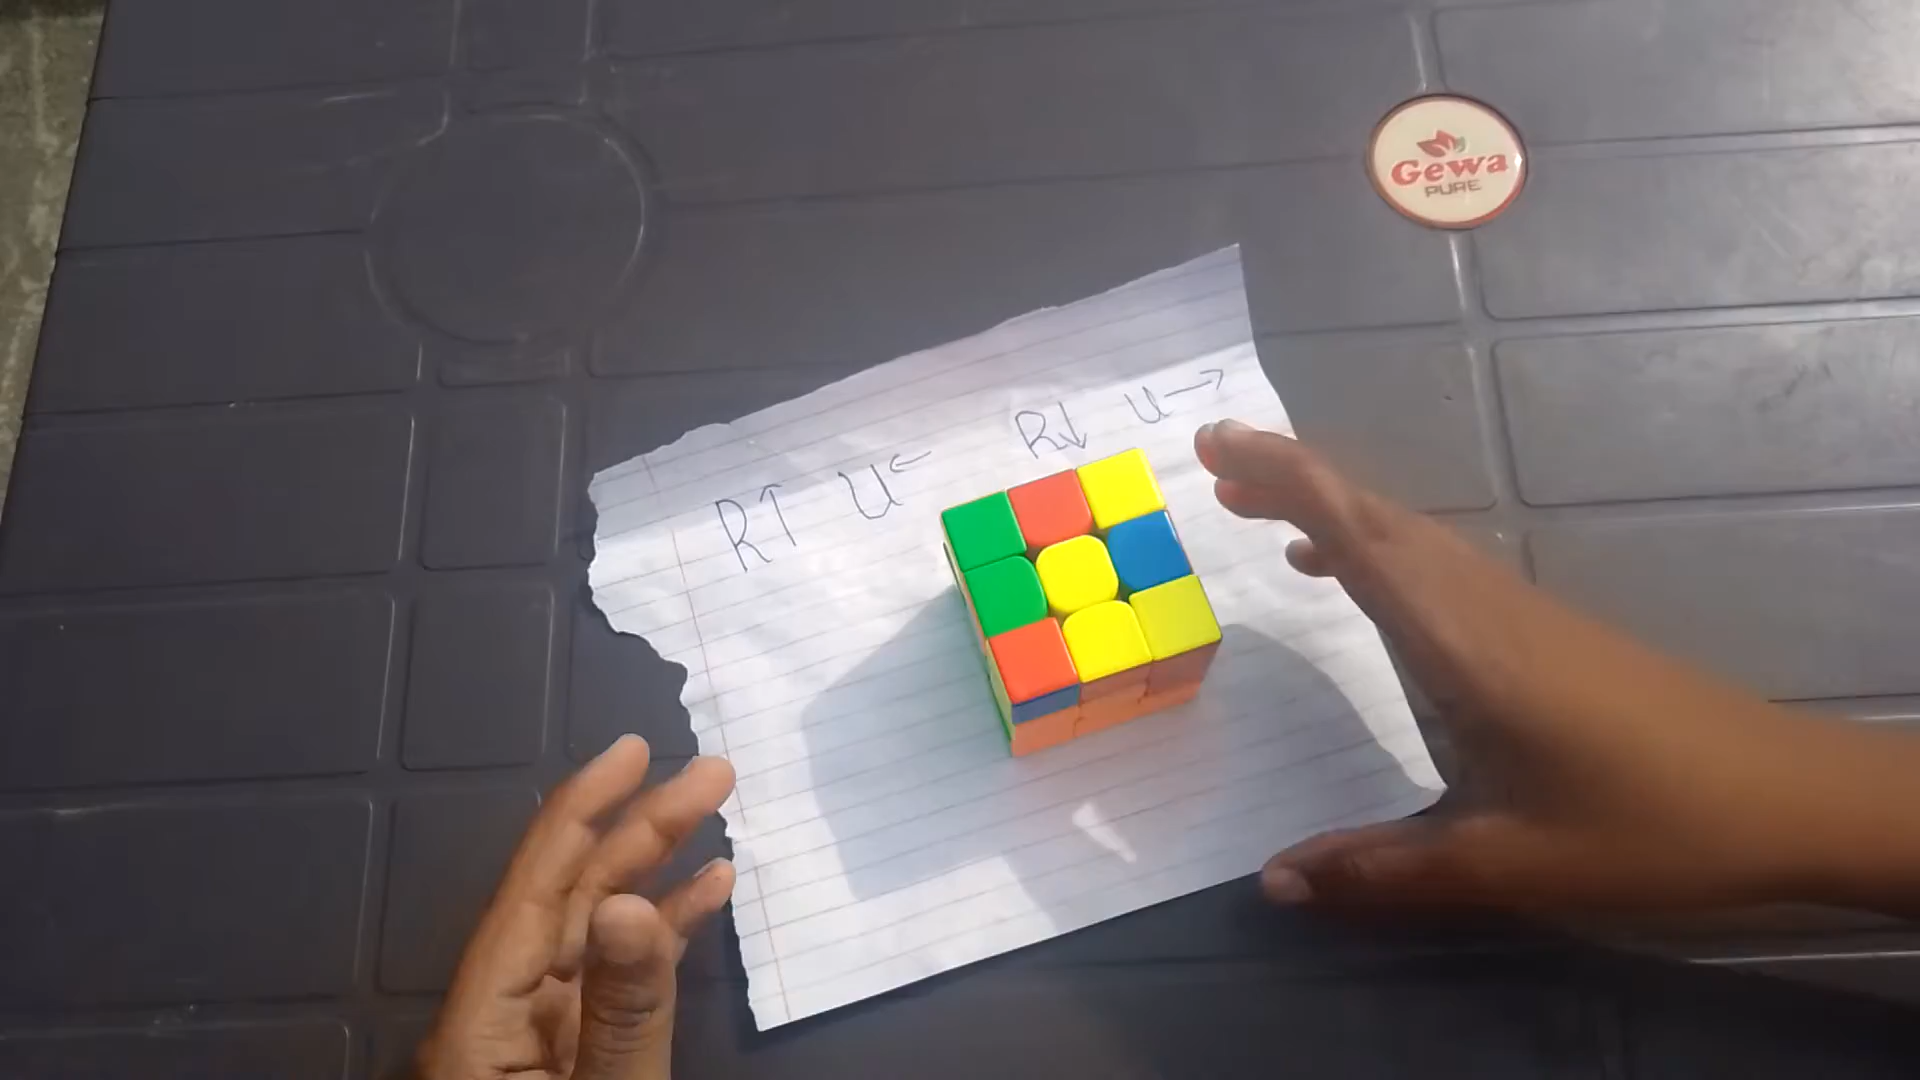 Gewa
PURE
R↑ U← R↓ U→